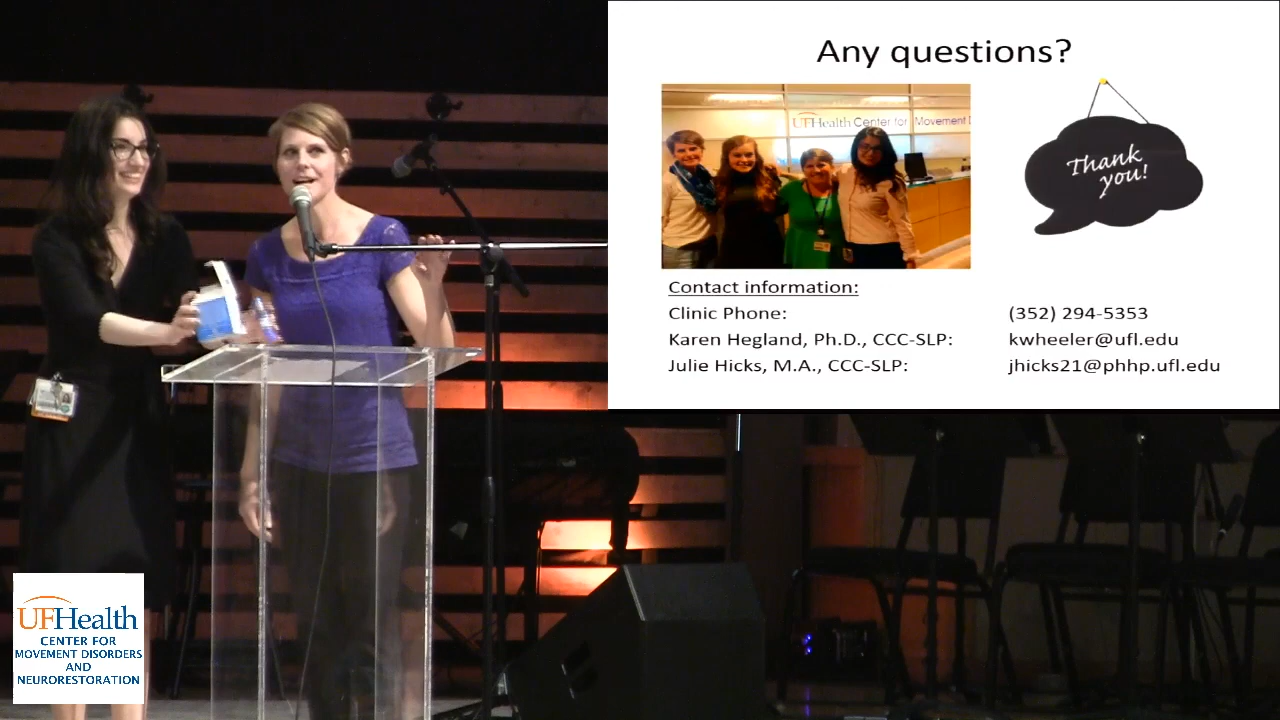 Any questions?
UFHealth Center for Movement D
Thank
you!
Contact information:
Clinic Phone: (352) 294-5353
Karen Hegland, Ph.D., CCC-SLP: kwheeler@ufl.edu
Julie Hicks, M.A., CCC-SLP: jhicks21@phhp.ufl.edu
UFHealth
CENTER FOR
MOVEMENT DISORDERS
AND
NEURORESTORATION